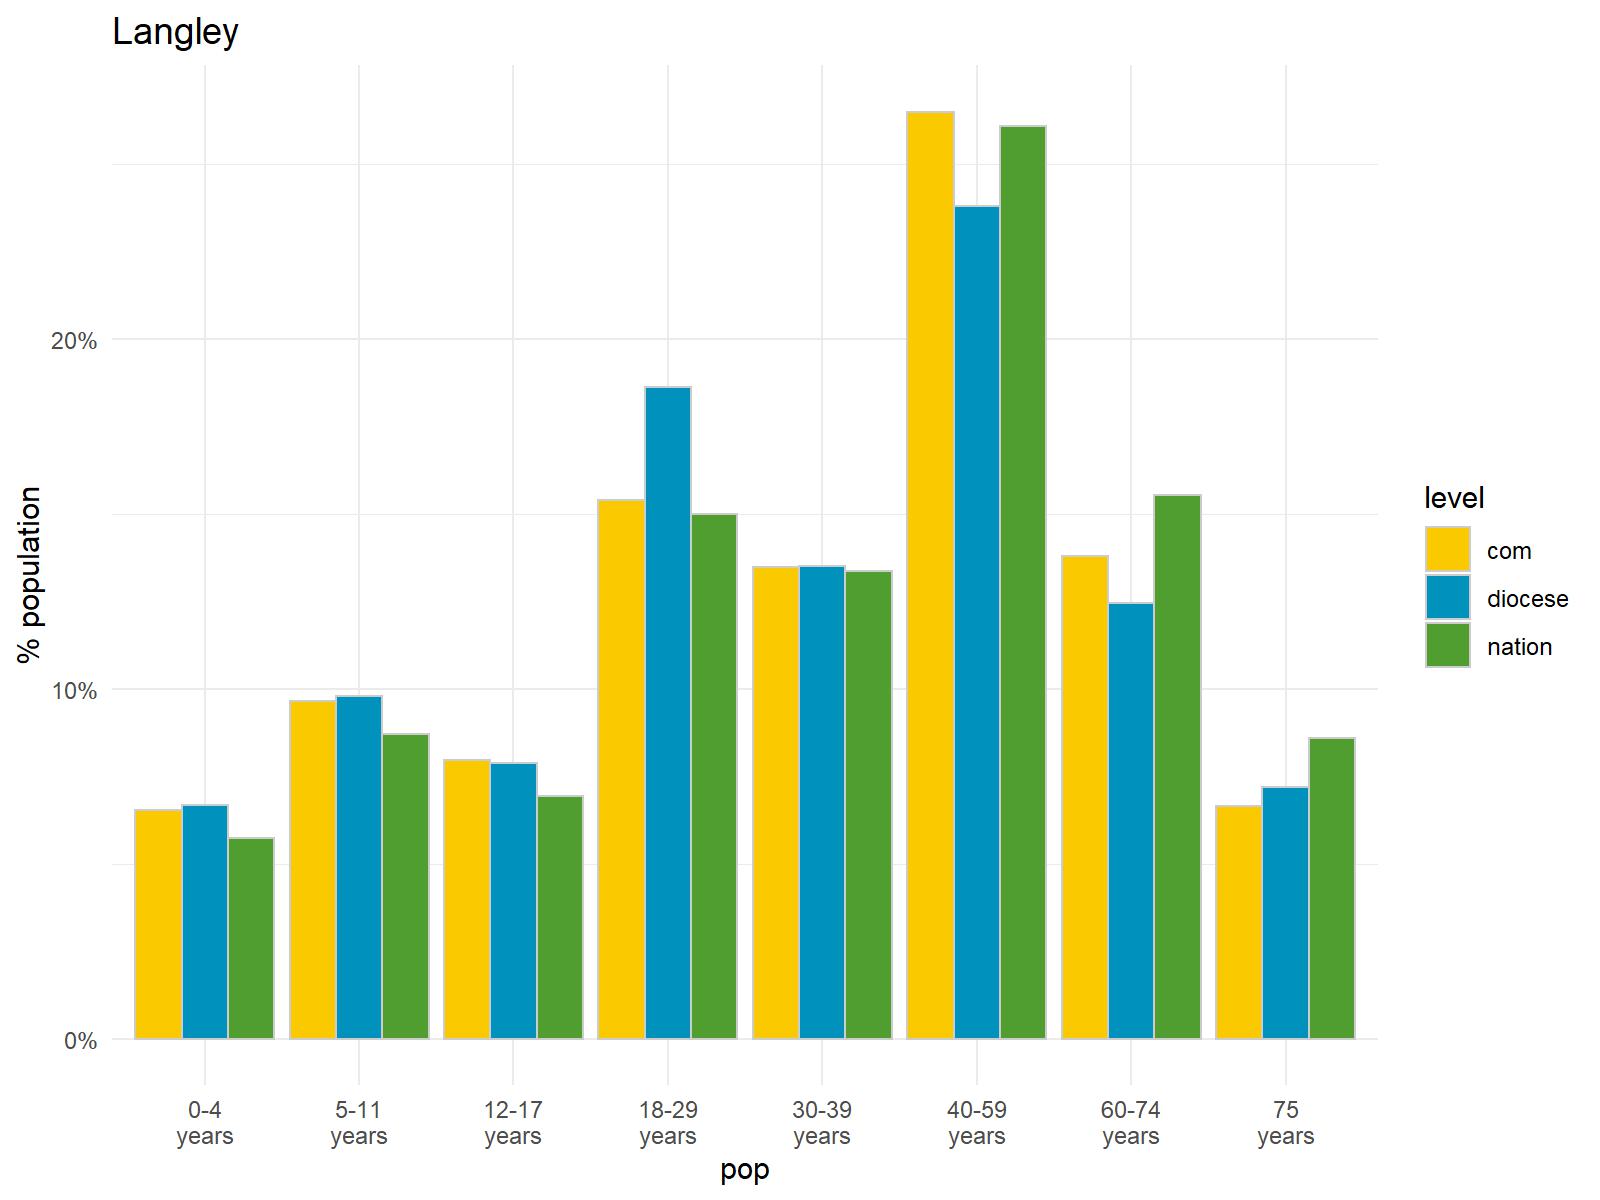 Langley
% population
20%
10%
0%
0-4
years
5-11
years
12-17
years
18-29
years
30-39
years
40-59
years
60-74
years
75
years
pop
level
com
diocese
nation